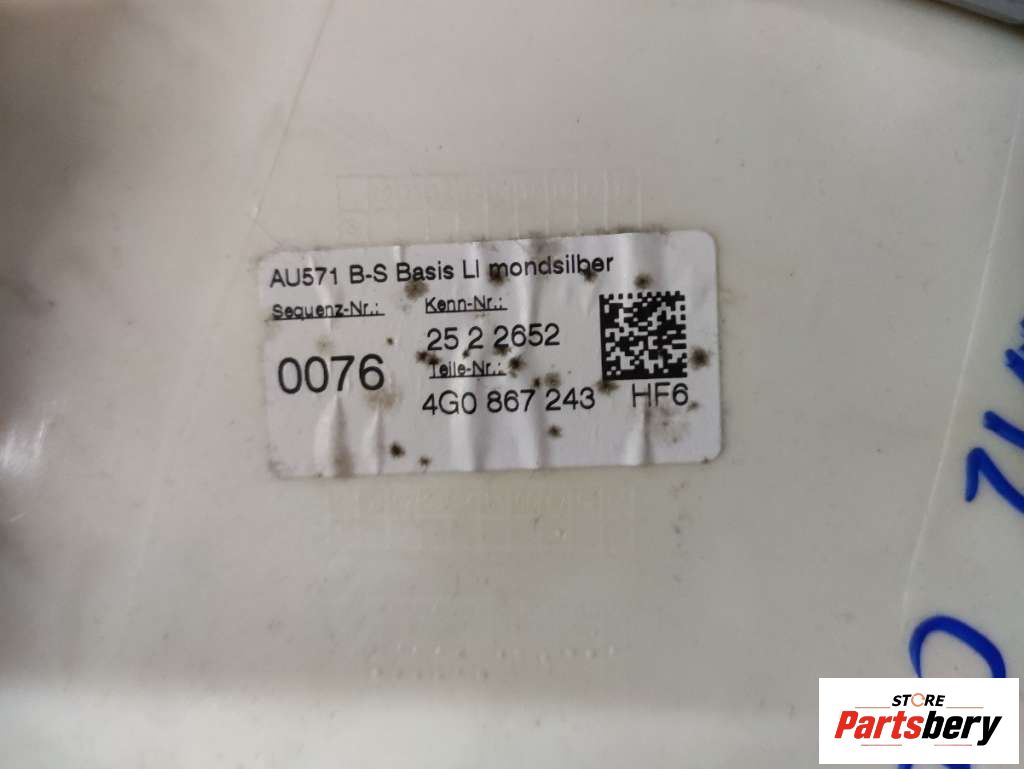 AU571 B-S Basis LI mondsilber
Sequenz-Nr.:
Kenn-Nr.:
25 2 2652
0076
Teile-Nr.:
4G0 867 243 HF6
STORE
Partsbery